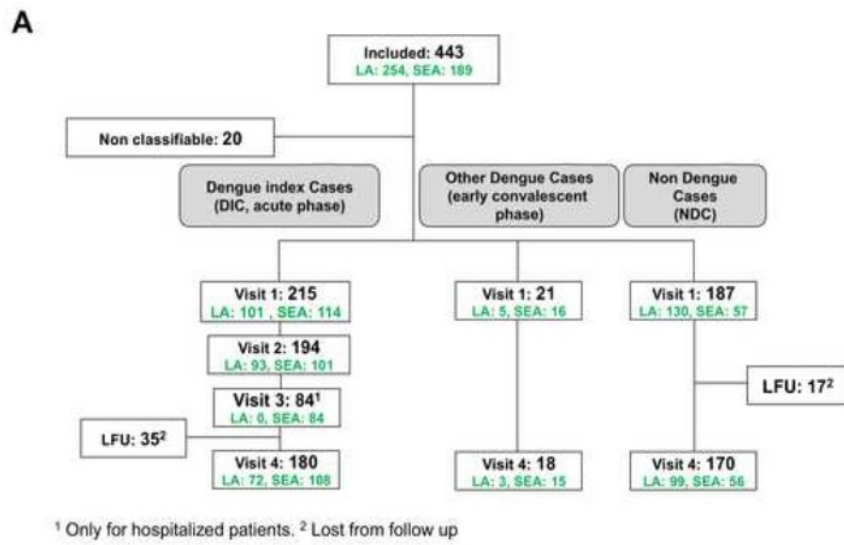 A
Included: 443
LA: 254, SEA: 189
Non classifiable: 20
Dengue index Cases
(DIC, acute phase)
Other Dengue Cases
(early convalescent
phase)
Non Dengue
Cases
(NDC)
Visit 1: 215
LA: 101 , SEA: 114
Visit 1: 21
LA: 5, SEA: 16
Visit 1: 187
LA: 130, SEA: 57
Visit 2: 194
LA: 93, SEA: 101
LFU: 17²
Visit 3: 84¹
LA: 0, SEA: 84
LFU: 35²
Visit 4: 180
LA: 72, SEA: 108
Visit 4: 18
LA: 3, SEA: 15
Visit 4: 170
LA: 99, SEA: 56
¹ Only for hospitalized patients. ² Lost from follow up